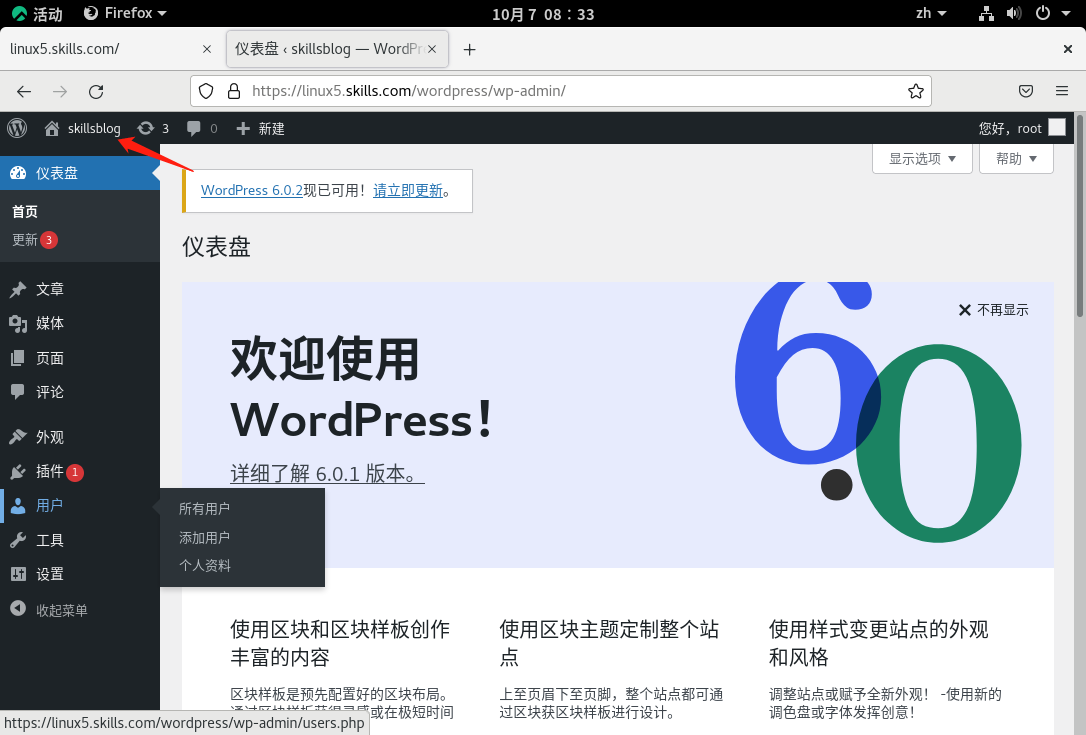 活动 Firefox 10月 7 08：33 zh
linux5.skills.com/ 仪表盘 ‹ skillsblog — WordPr
https://linux5.skills.com/wordpress/wp-admin/
skillsblog 3 0 新建 您好，root
显示选项 帮助
仪表盘
首页
更新 3
文章
媒体
页面
评论
外观
插件 1
用户
工具
设置
收起菜单
所有用户
添加用户
个人资料
WordPress 6.0.2现已可用！请立即更新。
仪表盘
不再显示
欢迎使用
WordPress！
详细了解 6.0.1 版本。
6.0
使用区块和区块样板创作
丰富的内容
区块样板是预先配置好的区块布局。
通过区块样板获得灵感或在极短时间
使用区块主题定制整个站
点
上至页眉下至页脚，整个站点都可通
过区块获区块样板进行设计。
使用样式变更站点的外观
和风格
调整站点或赋予全新外观！ -使用新的
调色盘或字体发挥创意！
https://linux5.skills.com/wordpress/wp-admin/users.php